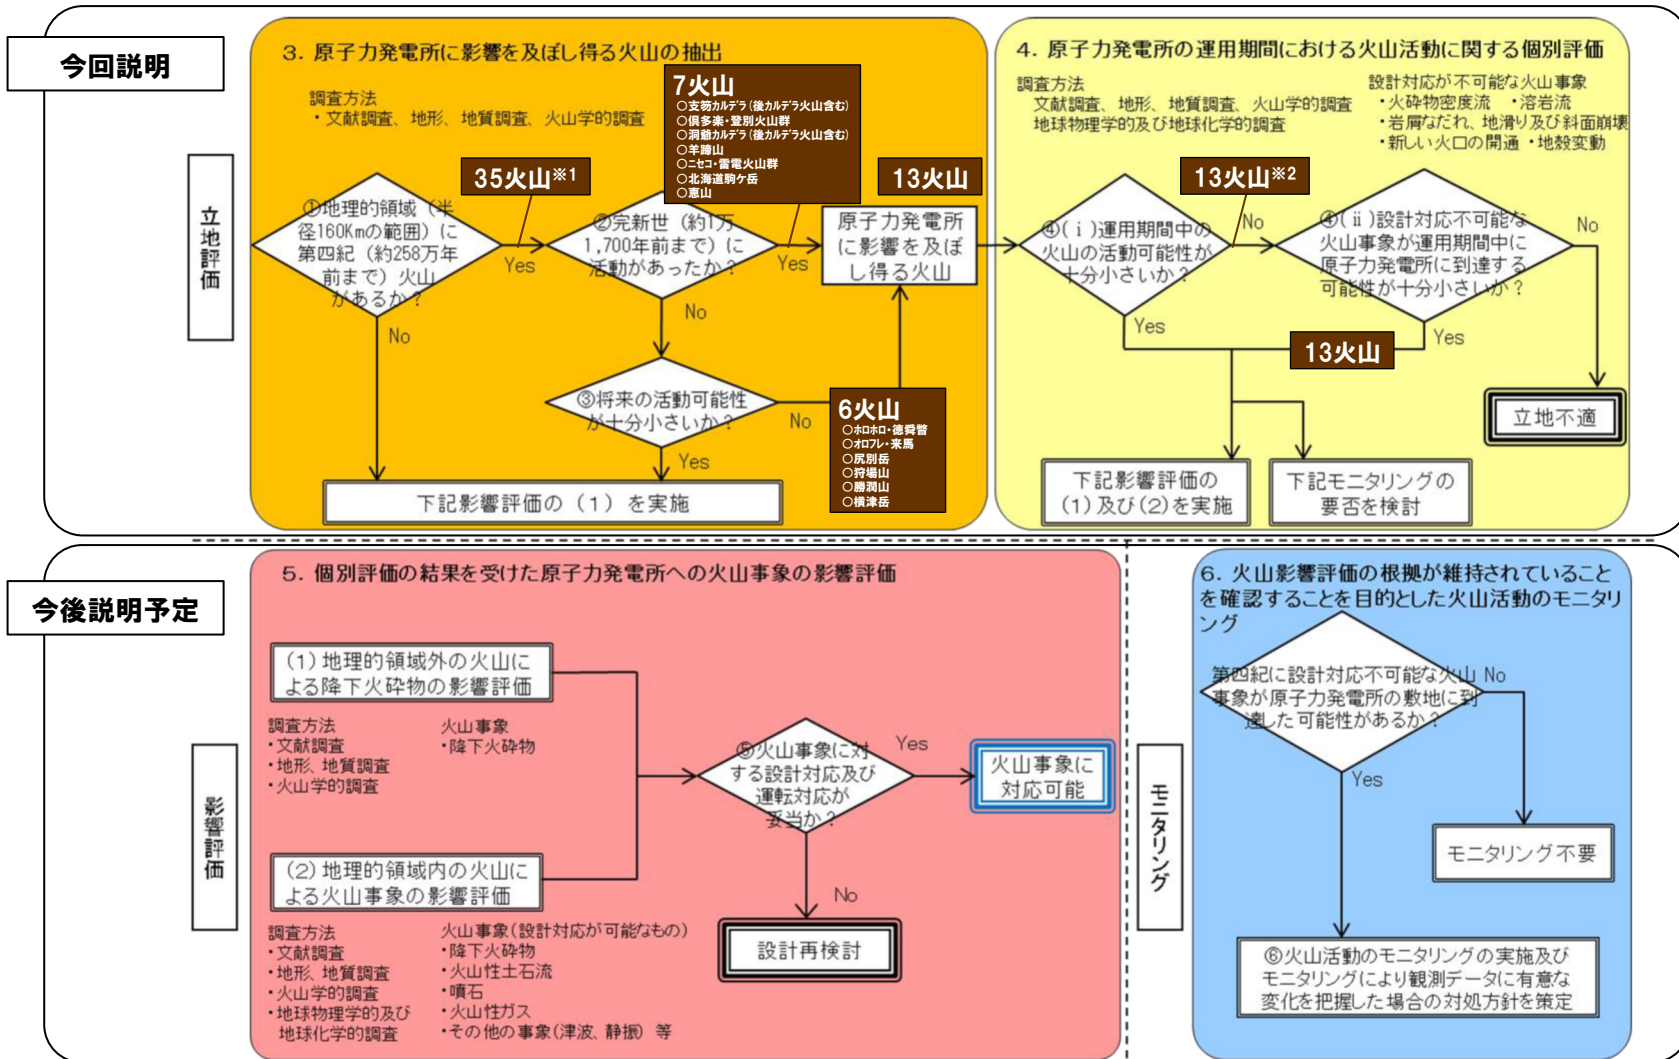 今回説明
立地評価
3. 原子力発電所に影響を及ぼし得る火山の抽出
調査方法
・文献調査、地形、地質調査、火山学的調査
7火山
○支笏カルデラ(後カルデラ火山含む)
○倶多楽・登別火山群
○洞爺カルデラ(後カルデラ火山含む)
○羊蹄山
○ニセコ・雷電火山群
○北海道駒ケ岳
○恵山
35火山※1
13火山
①地理的領域（半
径160Kmの範囲）に
第四紀（約258万年
前まで）火山
があるか？
Yes
No
②完新世（約1万
1,700年前まで）に
活動があったか？
Yes
No
原子力発電所
に影響を及ぼ
し得る火山
③将来の活動可能性
が十分小さいか？
No
Yes
6火山
○ホロホロ・徳舜瞥
○オロフレ・来馬
○尻別岳
○狩場山
○勝澗山
○横津岳
下記影響評価の（1）を実施
4. 原子力発電所の運用期間における火山活動に関する個別評価
調査方法
文献調査、地形、地質調査、火山学的調査
地球物理学的及び地球化学的調査
設計対応が不可能な火山事象
・火砕物密度流 ・溶岩流
・岩屑なだれ、地滑り及び斜面崩壊
・新しい火口の開通 ・地殻変動
13火山※2
④(ⅰ)運用期間中の
火山の活動可能性が
十分小さいか？
No
Yes
④(ⅱ)設計対応不可能な
火山事象が運用期間中に
原子力発電所に到達する
可能性が十分小さいか？
No
Yes
13火山
立地不適
下記影響評価の
(1)及び(2)を実施
下記モニタリングの
要否を検討
今後説明予定
影響評価
5. 個別評価の結果を受けた原子力発電所への火山事象の影響評価
(1)地理的領域外の火山に
よる降下火砕物の影響評価
調査方法
・文献調査
・地形、地質調査
・火山学的調査
火山事象
・降下火砕物
⑤火山事象に対
する設計対応及び
運転対応が
妥当か？
Yes
No
火山事象に
対応可能
設計再検討
(2)地理的領域内の火山に
よる火山事象の影響評価
調査方法
・文献調査
・地形、地質調査
・火山学的調査
・地球物理学的及び
地球化学的調査
火山事象(設計対応が可能なもの)
・降下火砕物
・火山性土石流
・噴石
・火山性ガス
・その他の事象(津波、静振) 等
モニタリング
6. 火山影響評価の根拠が維持されていること
を確認することを目的とした火山活動のモニタリ
ング
第四紀に設計対応不可能な火山
事象が原子力発電所の敷地に到
達した可能性があるか？
No
Yes
モニタリング不要
⑥火山活動のモニタリングの実施及び
モニタリングにより観測データに有意な
変化を把握した場合の対処方針を策定